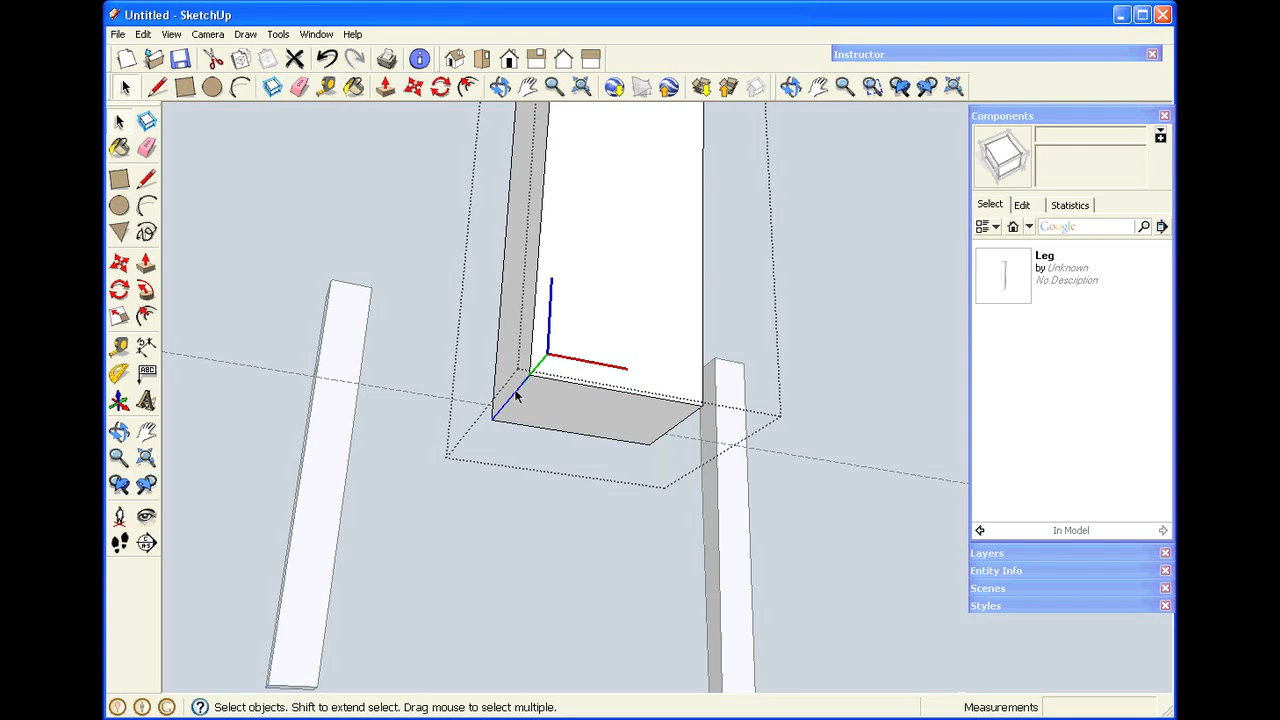 Untitled - SketchUp
File Edit View Camera Draw Tools Window Help
Instructor
Components
Select Edit Statistics
Google
Leg
by Unknown
No Description
In Model
Layers
Entity Info
Scenes
Styles
Select objects. Shift to extend select. Drag mouse to select multiple.
Measurements